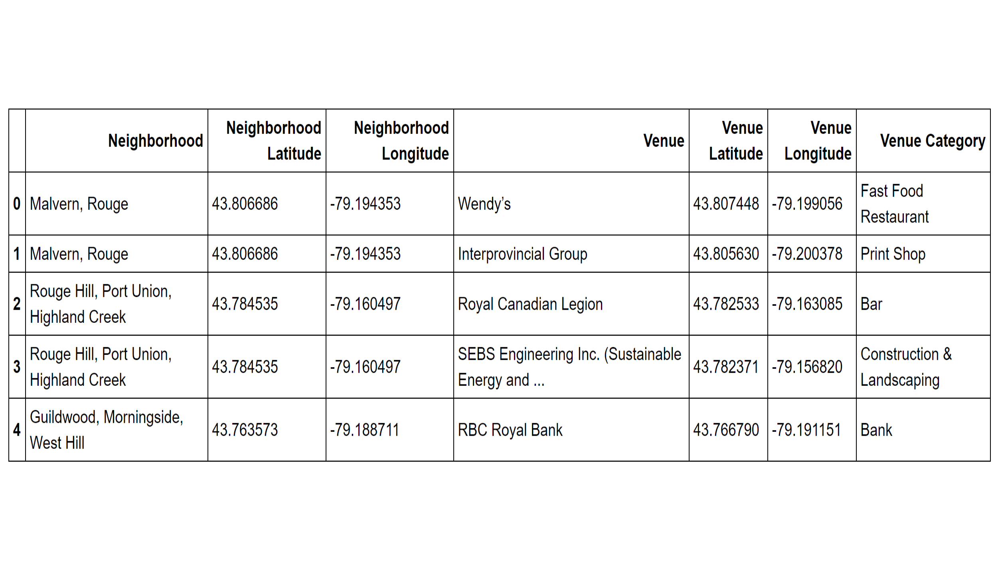 Neighborhood Neighborhood Latitude Neighborhood Longitude Venue Venue Latitude Venue Longitude Venue Category
0 Malvern, Rouge 43.806686 -79.194353 Wendy’s 43.807448 -79.199056 Fast Food Restaurant
1 Malvern, Rouge 43.806686 -79.194353 Interprovincial Group 43.805630 -79.200378 Print Shop
2 Rouge Hill, Port Union, Highland Creek 43.784535 -79.160497 Royal Canadian Legion 43.782533 -79.163085 Bar
3 Rouge Hill, Port Union, Highland Creek 43.784535 -79.160497 SEBS Engineering Inc. (Sustainable Energy and ... 43.782371 -79.156820 Construction & Landscaping
4 Guildwood, Morningside, West Hill 43.763573 -79.188711 RBC Royal Bank 43.766790 -79.191151 Bank